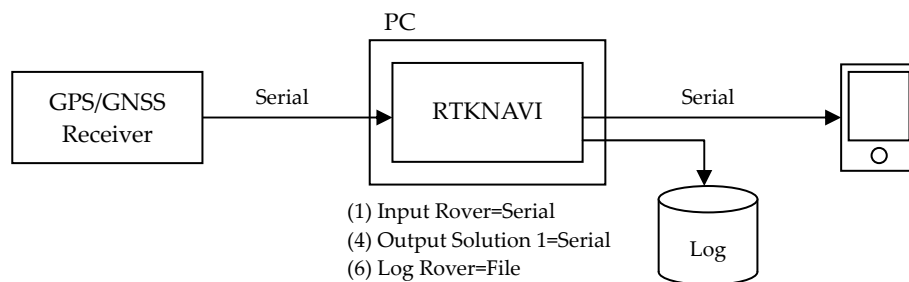 PC
GPS/GNSS
Receiver
Serial
RTKNAVI
Serial
(1) Input Rover=Serial
(4) Output Solution 1=Serial
(6) Log Rover=File
Log